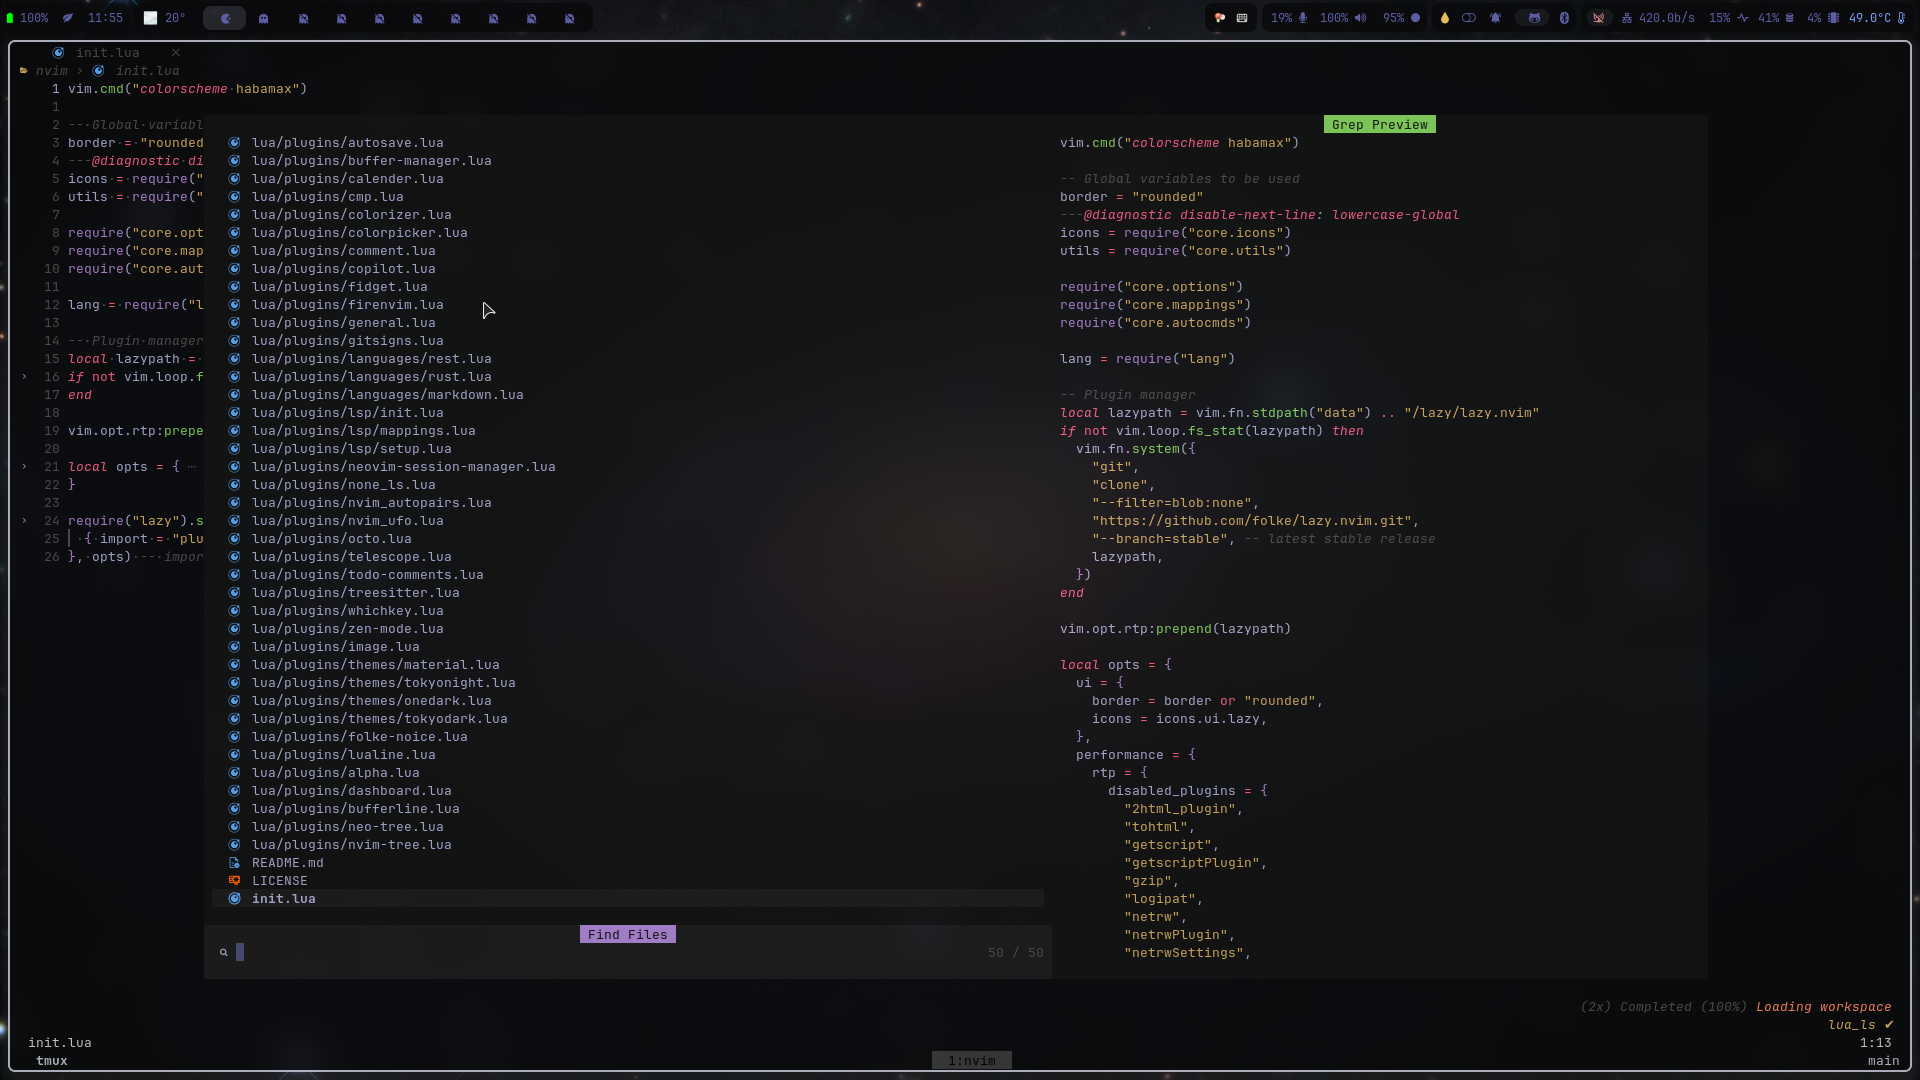 100% 11:55 20° 19% 100% 95% 420.0b/s 15% 41% 4% 49.0°C
init.lua ×
nvim › init.lua
1 vim.cmd("colorscheme·habamax")
1
2 ---·Global·variabl
3 border·=·"rounded
4 ---@diagnostic·di
5 icons·=·require("
6 utils·=·require("
7
8 require("core.opt
9 require("core.map
10 require("core.aut
11
12 lang·=·require("l
13
14 --·Plugin·manager
15 local·lazypath·=·
› 16 if not vim.loop.f
17 end
18
19 vim.opt.rtp:prepe
20
› 21 local opts = { ⋯
22 }
23
› 24 require("lazy").s
25 ·{·import·=·"plu
26 },·opts)·--·impor
lua/plugins/autosave.lua
lua/plugins/buffer-manager.lua
lua/plugins/calender.lua
lua/plugins/cmp.lua
lua/plugins/colorizer.lua
lua/plugins/colorpicker.lua
lua/plugins/comment.lua
lua/plugins/copilot.lua
lua/plugins/fidget.lua
lua/plugins/firenvim.lua
lua/plugins/general.lua
lua/plugins/gitsigns.lua
lua/plugins/languages/rest.lua
lua/plugins/languages/rust.lua
lua/plugins/languages/markdown.lua
lua/plugins/lsp/init.lua
lua/plugins/lsp/mappings.lua
lua/plugins/lsp/setup.lua
lua/plugins/neovim-session-manager.lua
lua/plugins/none_ls.lua
lua/plugins/nvim_autopairs.lua
lua/plugins/nvim_ufo.lua
lua/plugins/octo.lua
lua/plugins/telescope.lua
lua/plugins/todo-comments.lua
lua/plugins/treesitter.lua
lua/plugins/whichkey.lua
lua/plugins/zen-mode.lua
lua/plugins/image.lua
lua/plugins/themes/material.lua
lua/plugins/themes/tokyonight.lua
lua/plugins/themes/onedark.lua
lua/plugins/themes/tokyodark.lua
lua/plugins/folke-noice.lua
lua/plugins/lualine.lua
lua/plugins/alpha.lua
lua/plugins/dashboard.lua
lua/plugins/bufferline.lua
lua/plugins/neo-tree.lua
lua/plugins/nvim-tree.lua
README.md
LICENSE
init.lua
Find Files
50 / 50
Grep Preview
vim.cmd("colorscheme habamax")
-- Global variables to be used
border = "rounded"
---@diagnostic disable-next-line: lowercase-global
icons = require("core.icons")
utils = require("core.utils")
require("core.options")
require("core.mappings")
require("core.autocmds")
lang = require("lang")
-- Plugin manager
local lazypath = vim.fn.stdpath("data") .. "/lazy/lazy.nvim"
if not vim.loop.fs_stat(lazypath) then
vim.fn.system({
"git",
"clone",
"--filter=blob:none",
"https://github.com/folke/lazy.nvim.git",
"--branch=stable", -- latest stable release
lazypath,
})
end
vim.opt.rtp:prepend(lazypath)
local opts = {
ui = {
border = border or "rounded",
icons = icons.ui.lazy,
},
performance = {
rtp = {
disabled_plugins = {
"2html_plugin",
"tohtml",
"getscript",
"getscriptPlugin",
"gzip",
"logipat",
"netrw",
"netrwPlugin",
"netrwSettings",
(2x) Completed (100%) Loading workspace
lua_ls ✔
init.lua 1:13
tmux 1:nvim main